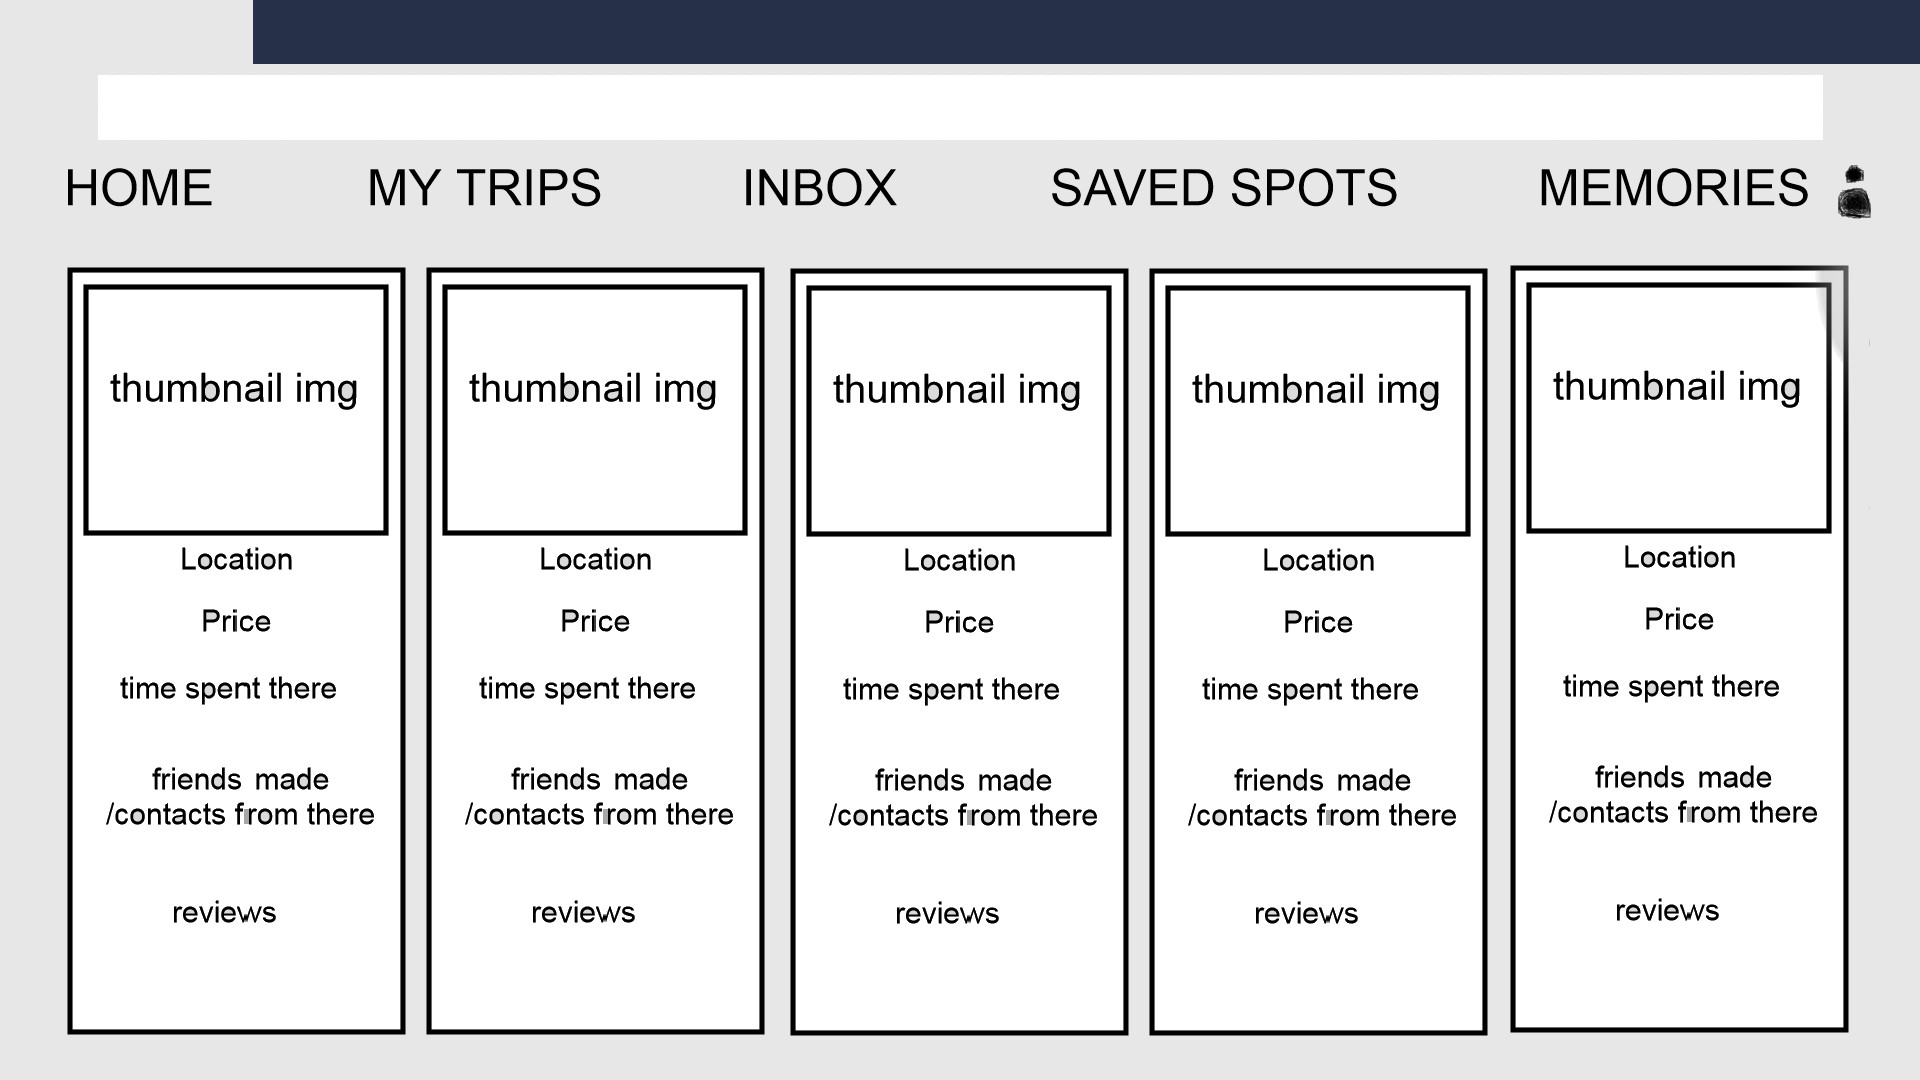 HOME MY TRIPS INBOX SAVED SPOTS MEMORIES
thumbnail img
Location
Price
time spent there
friends made
/contacts from there
reviews
thumbnail img
Location
Price
time spent there
friends made
/contacts from there
reviews
thumbnail img
Location
Price
time spent there
friends made
/contacts from there
reviews
thumbnail img
Location
Price
time spent there
friends made
/contacts from there
reviews
thumbnail img
Location
Price
time spent there
friends made
/contacts from there
reviews